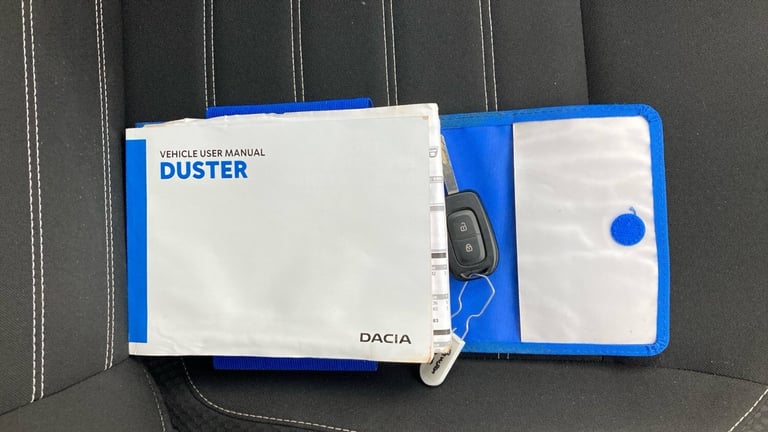 VEHICLE USER MANUAL
DUSTER
DACIA